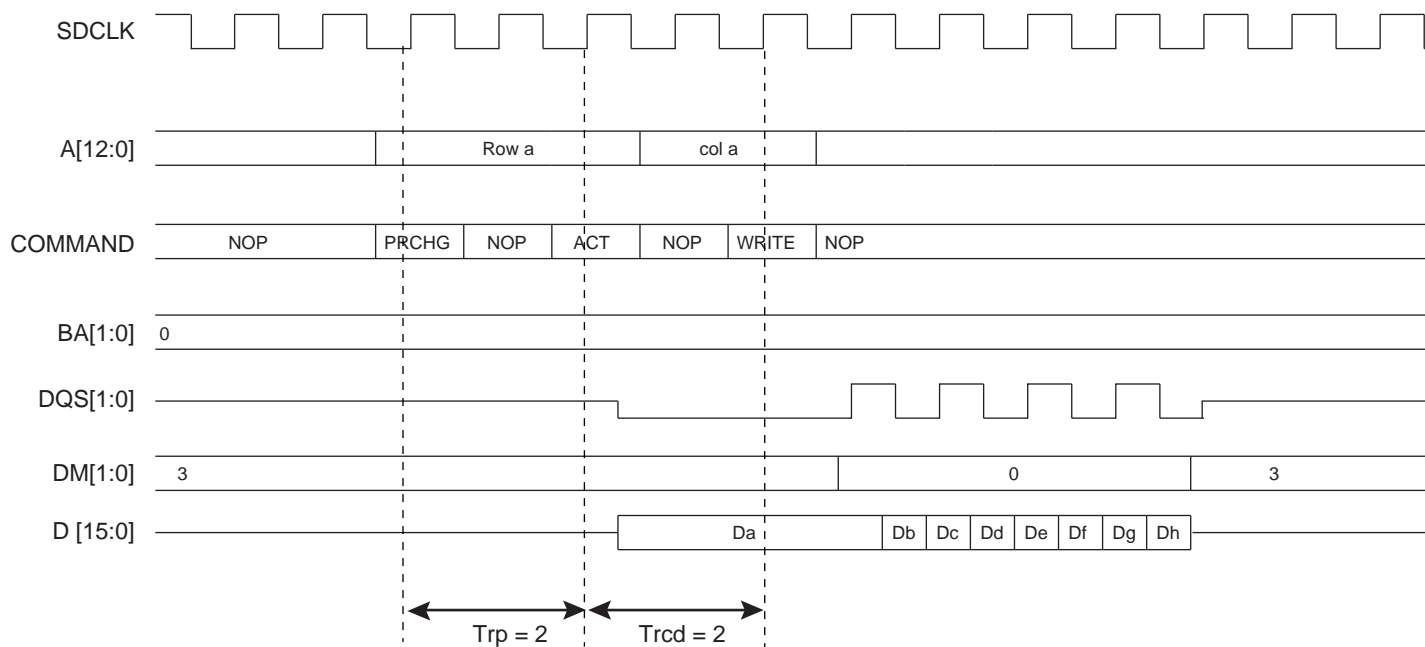 SDCLK
A[12:0] Row a col a
COMMAND NOP PRCHG NOP ACT NOP WRITE NOP
BA[1:0] 0
DQS[1:0]
DM[1:0] 3 0 3
D [15:0] Da Db Dc Dd De Df Dg Dh
Trp = 2 Trcd = 2